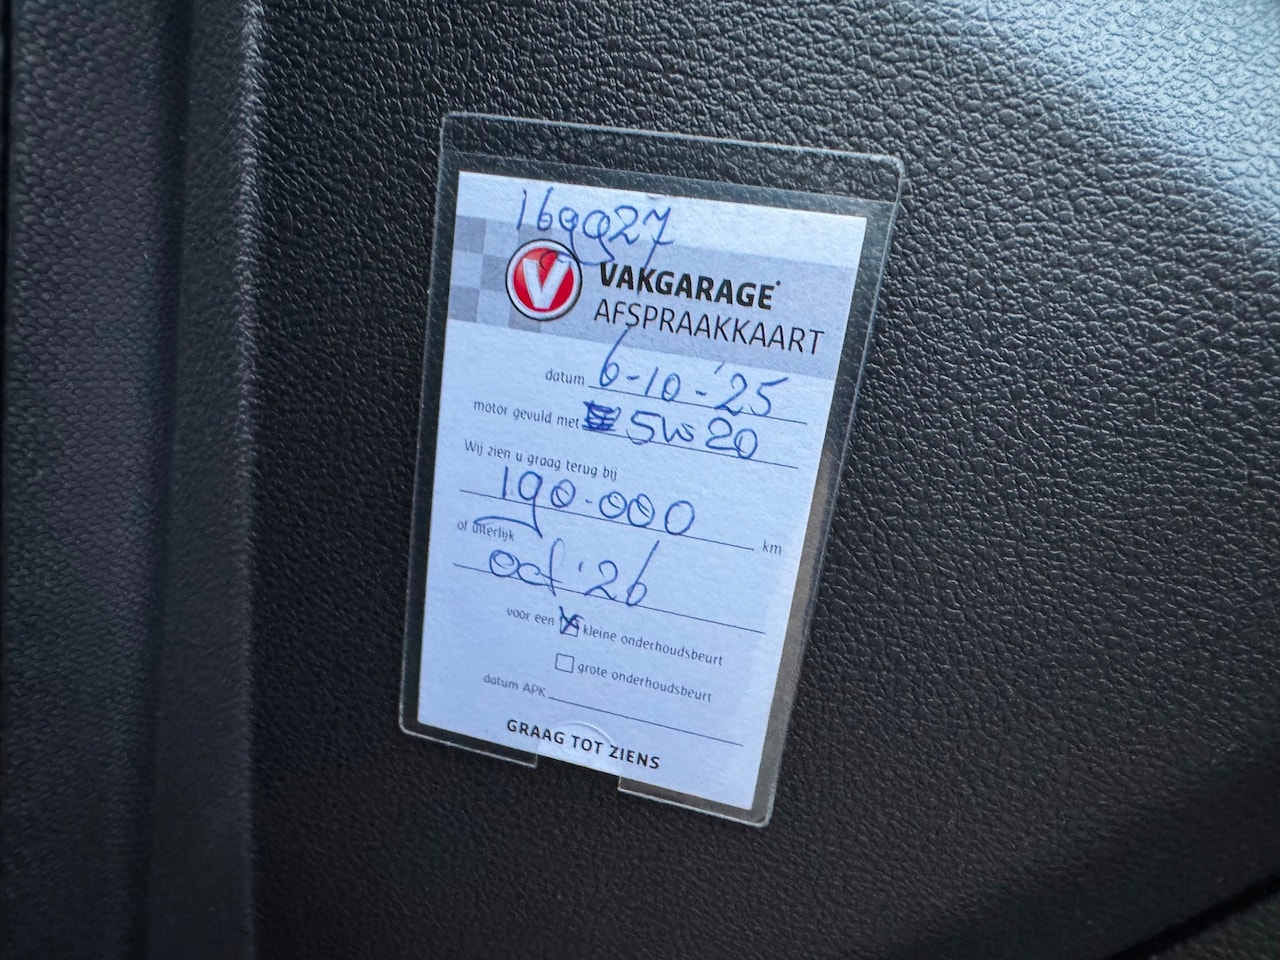 169927
V
VAKGARAGE
AFSPRAAKKAART
datum 6-10-'25
motor gevuld met 5w20
Wij zien u graag terug bij
190.000 km
of uiterlijk
oct '26
voor een kleine onderhoudsbeurt
grote onderhoudsbeurt
datum APK
GRAAG TOT ZIENS